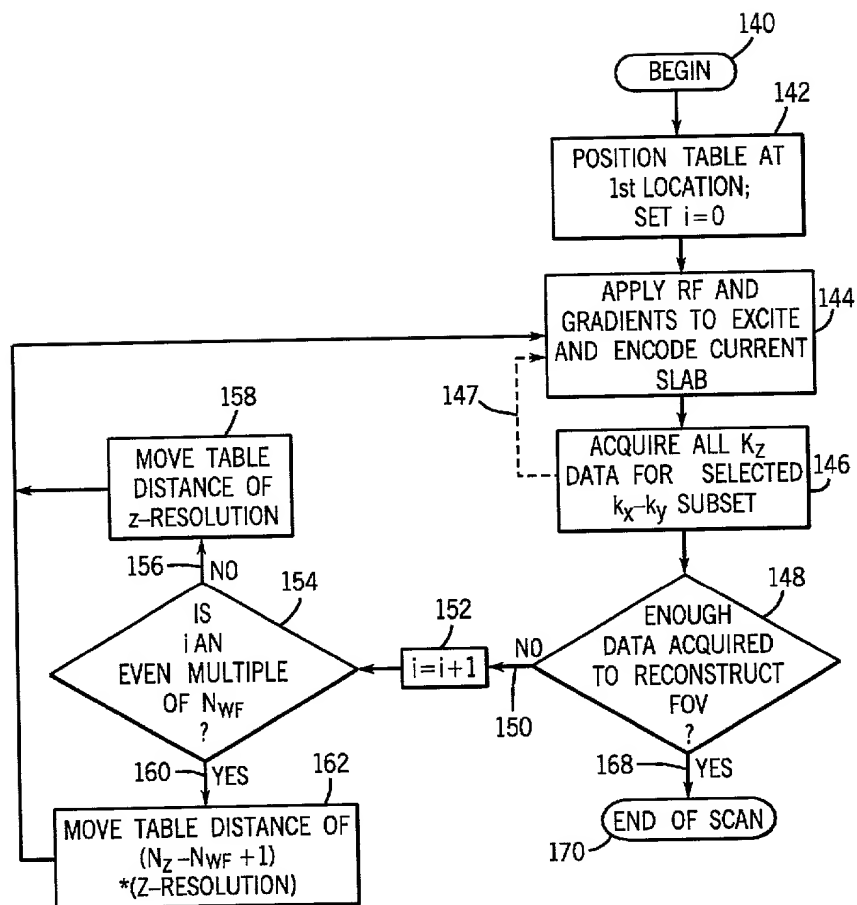 140
BEGIN
142
POSITION TABLE AT
1st LOCATION;
SET i=0
144
APPLY RF AND
GRADIENTS TO EXCITE
AND ENCODE CURRENT
SLAB
147
146
ACQUIRE ALL Kz
DATA FOR SELECTED
kx-ky SUBSET
158
MOVE TABLE
DISTANCE OF
z-RESOLUTION
156
NO
154
IS
i AN
EVEN MULTIPLE
OF NWF
?
152
i=i+1
NO
150
148
ENOUGH
DATA ACQUIRED
TO RECONSTRUCT
FOV
?
160
YES
162
MOVE TABLE DISTANCE OF
(Nz-NWF+1)
*(Z-RESOLUTION)
168
YES
END OF SCAN
170